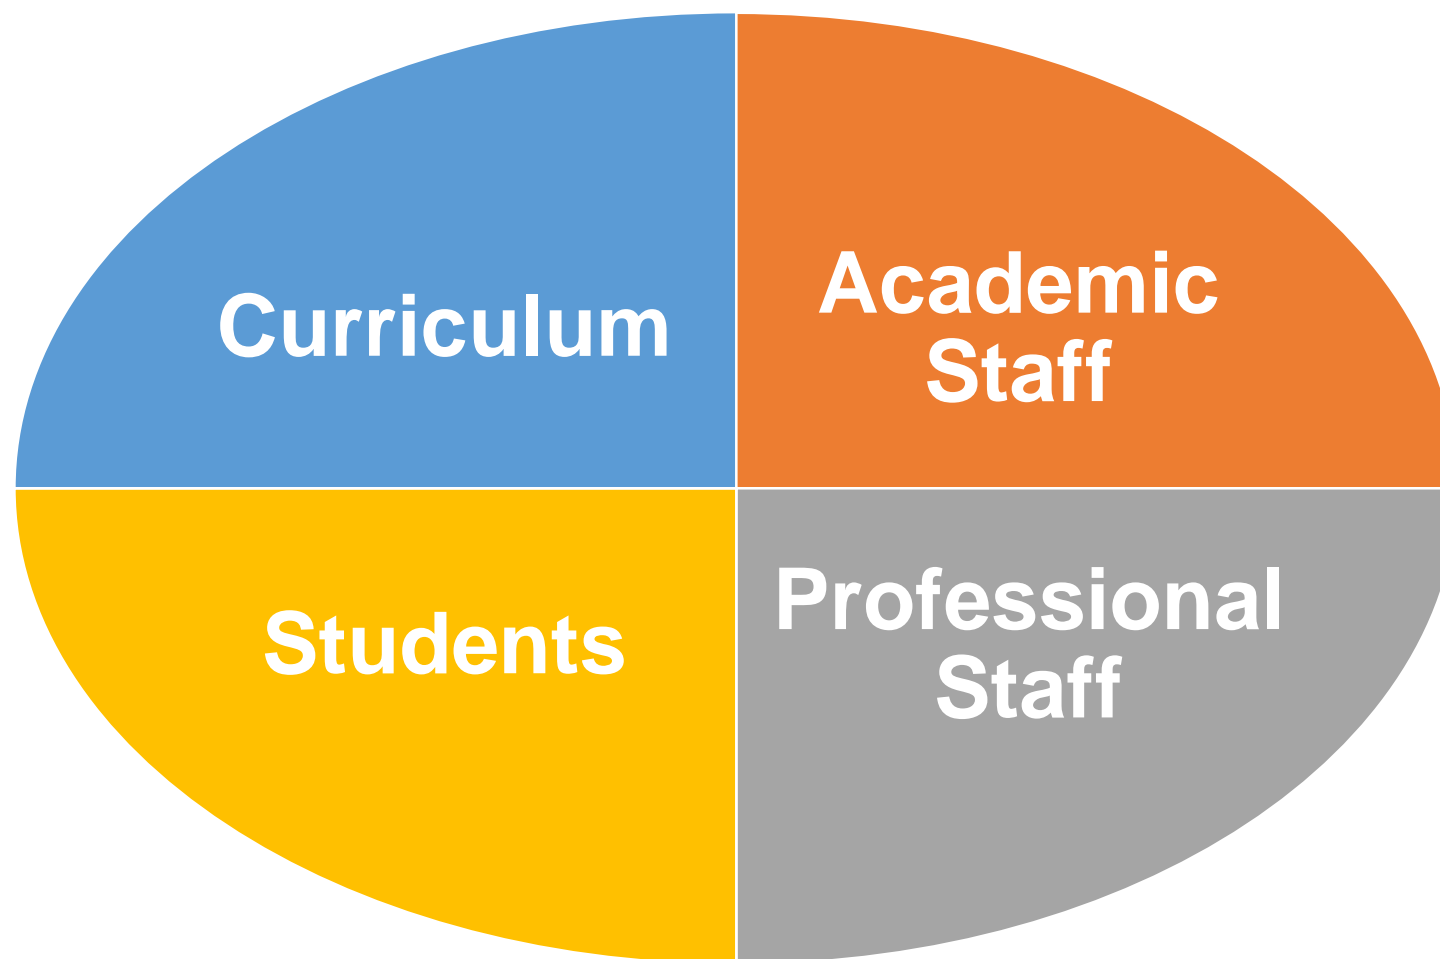 Curriculum
Academic
Staff
Students
Professional
Staff